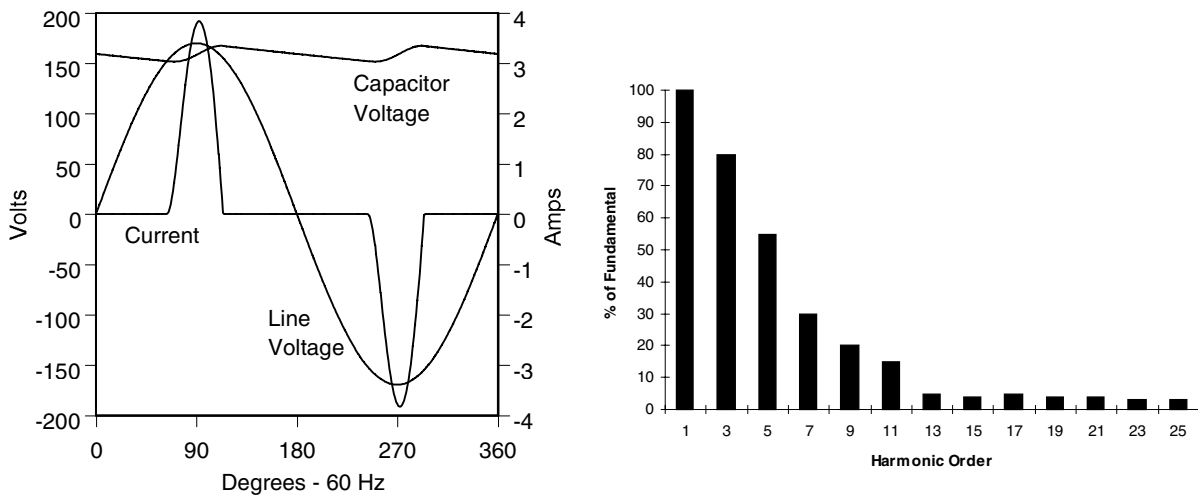 200
150
100
50
0
-50
-100
-150
-200
Volts
4
3
2
1
0
-1
-2
-3
-4
Amps
Capacitor
Voltage
Current
Line
Voltage
0 90 180 270 360
Degrees - 60 Hz
100
90
80
70
60
50
40
30
20
10
0
% of Fundamental
1 3 5 7 9 11 13 15 17 19 21 23 25
Harmonic Order